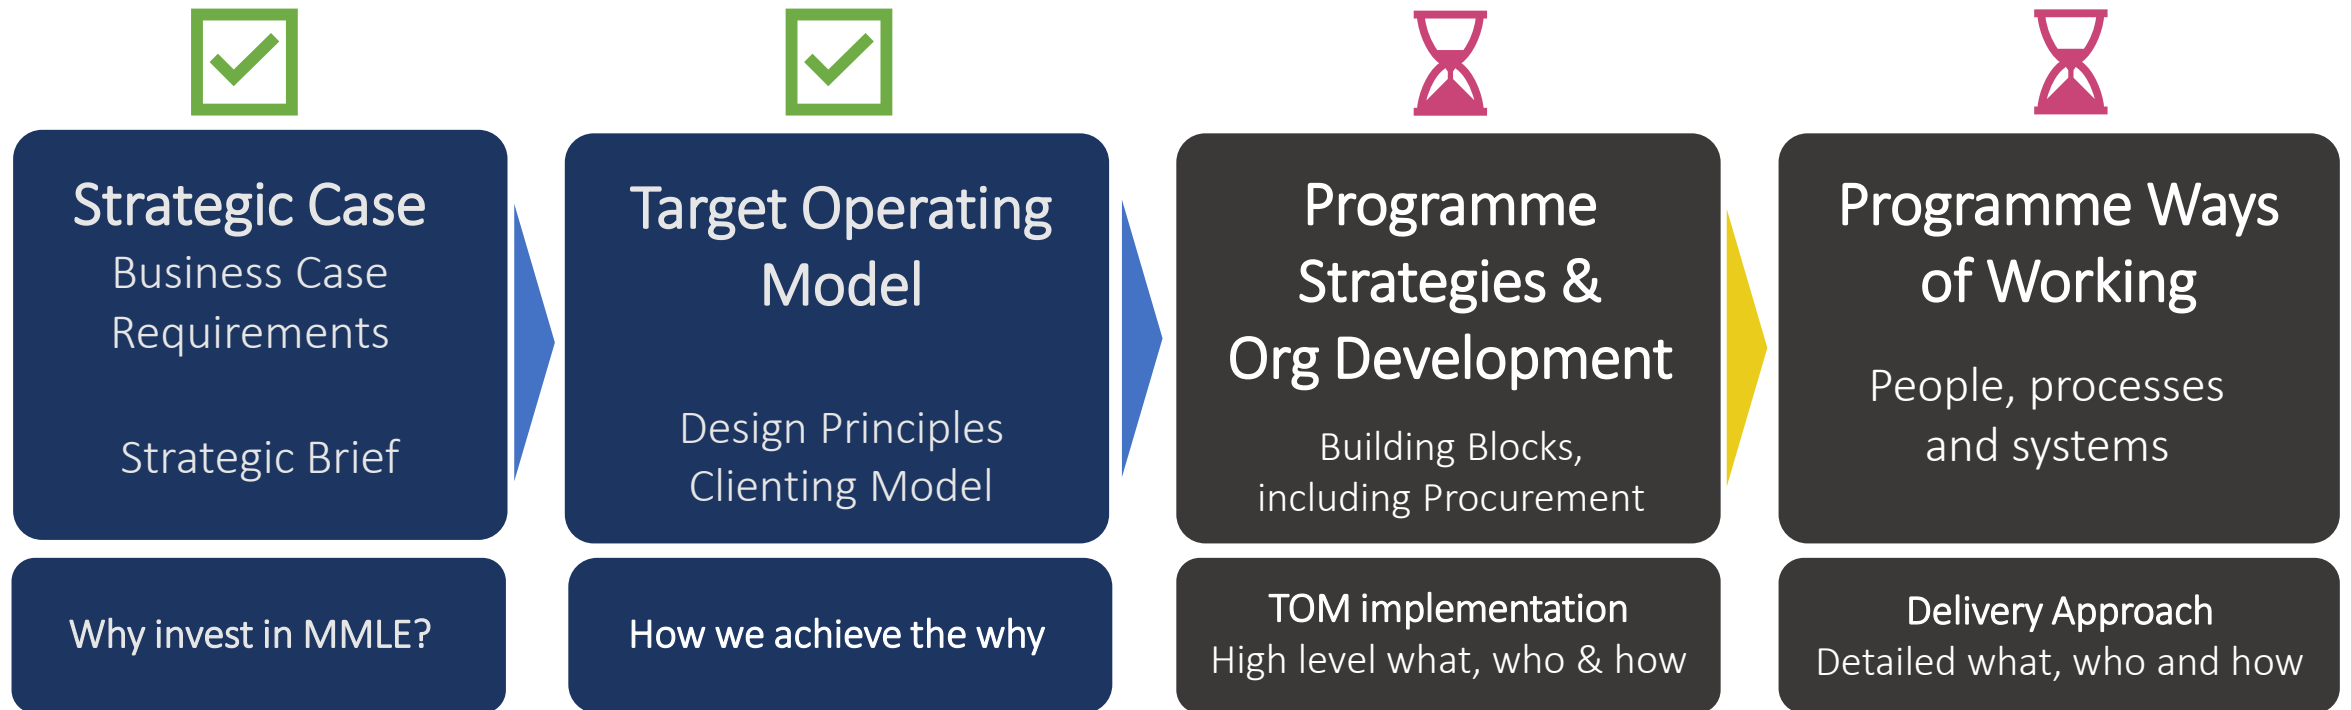 Strategic Case
Business Case
Requirements
Strategic Brief
Why invest in MMLE?
Target Operating
Model
Design Principles
Clienting Model
How we achieve the why
Programme
Strategies &
Org Development
Building Blocks,
including Procurement
TOM implementation
High level what, who & how
Programme Ways
of Working
People, processes
and systems
Delivery Approach
Detailed what, who and how